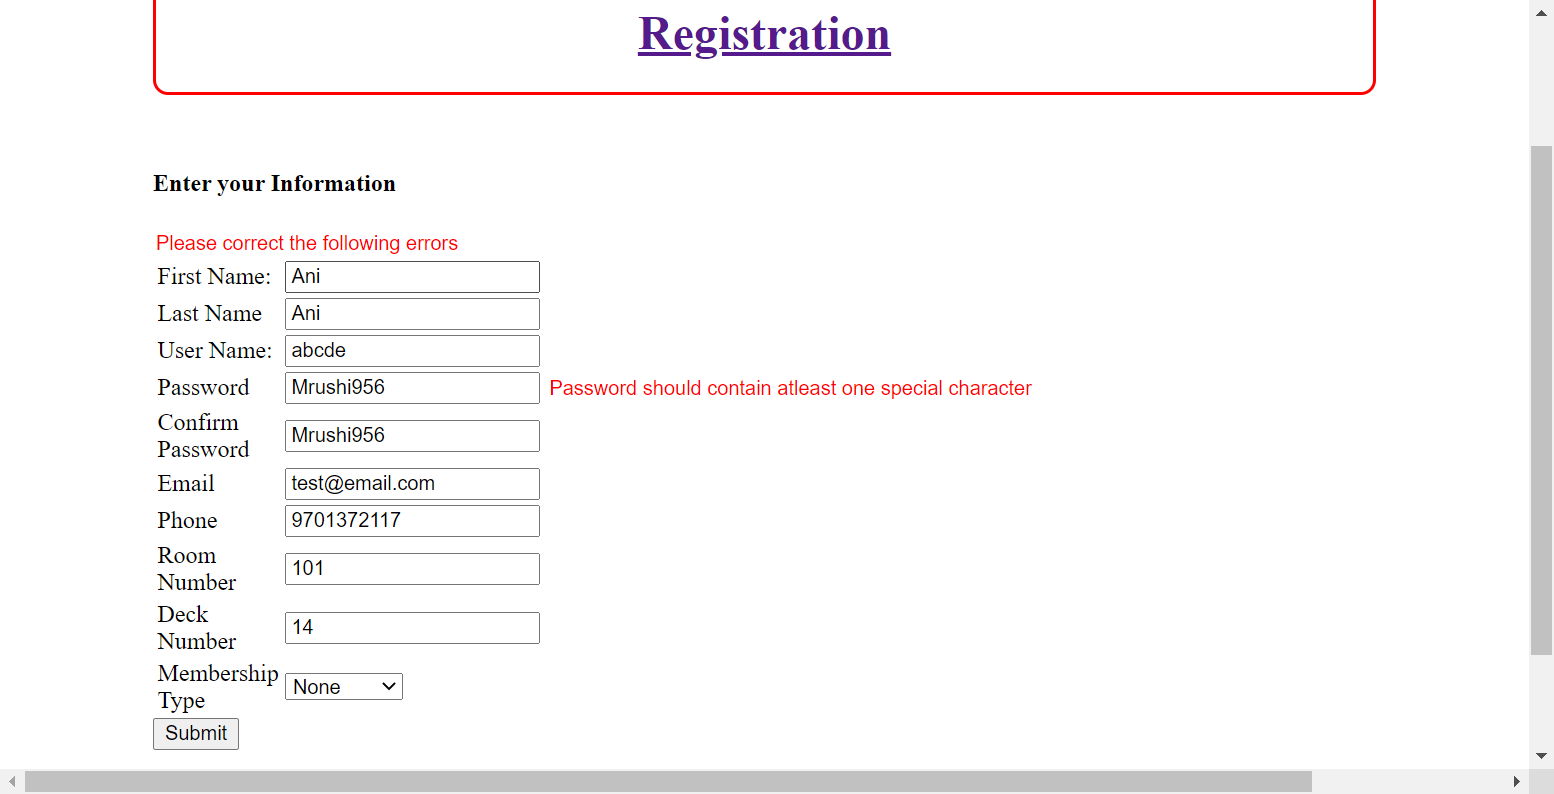 Registration
Enter your Information
Please correct the following errors
First Name: Ani
Last Name Ani
User Name: abcde
Password Mrushi956 Password should contain atleast one special character
Confirm
Password Mrushi956
Email test@email.com
Phone 9701372117
Room
Number 101
Deck
Number 14
Membership
Type None
Submit